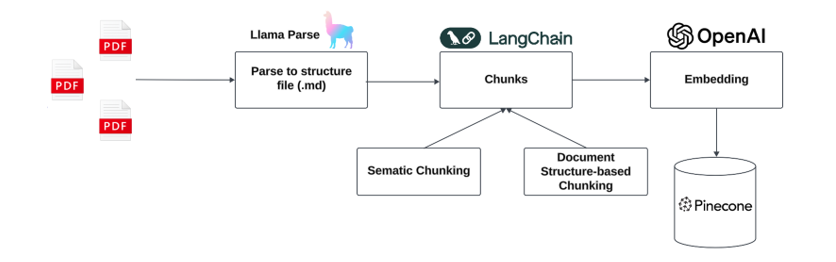 PDF
PDF
PDF
Llama Parse
Parse to structure
file (.md)
LangChain
Chunks
OpenAI
Embedding
Sematic Chunking
Document
Structure-based
Chunking
Pinecone